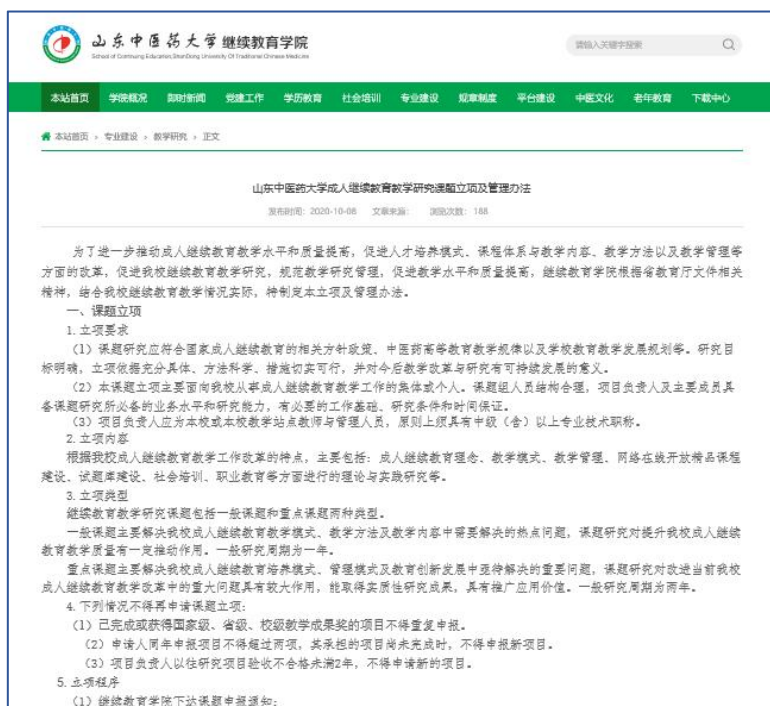 山东中医药大学 继续教育学院
School of Continuing Education, ShanDong University Of Traditional Chinese Medicine
请输入关键字搜索
本站首页 学院概况 即时新闻 党建工作 学历教育 社会培训 专业建设 规章制度 平台建设 中医文化 老年教育 下载中心
本站首页 > 专业建设 > 教学研究 > 正文
山东中医药大学成人继续教育教学研究课题立项及管理办法
发布时间：2020-10-08 文章来源： 浏览次数：188
为了进一步推动成人继续教育教学水平和质量提高，促进人才培养模式、课程体系与教学内容、教学方法以及教学管理等
方面的改革，促进我校继续教育教学研究，规范教学研究管理，促进教学水平和质量提高，继续教育学院根据省教育厅文件相关
精神，结合我校继续教育教学情况实际，特制定本立项及管理办法。
一、课题立项
1. 立项要求
（1）课题研究应符合国家成人继续教育的相关方针政策、中医药高等教育教学规律以及学校教育教学发展规划等。研究目
标明确，立项依据充分具体、方法科学、措施切实可行，并对今后教学改革与研究有可持续发展的意义。
（2）本课题立项主要面向我校从事成人继续教育教学工作的集体或个人。课题组人员结构合理，项目负责人及主要成员具
备课题研究所必备的业务水平和研究能力，有必要的工作基础、研究条件和时间保证。
（3）项目负责人应为本校或本校教学站点教师与管理人员，原则上须具有中级（含）以上专业技术职称。
2. 立项内容
根据我校成人继续教育教学工作改革的特点，主要包括：成人继续教育理念、教学模式、教学管理、网络在线开放精品课程
建设、试题库建设、社会培训、职业教育等方面进行的理论与实践研究等。
3. 立项类型
继续教育教学研究课题包括一般课题和重点课题两种类型。
一般课题主要解决我校成人继续教育教学模式、教学方法及教学内容中需要解决的热点问题，课题研究对提升我校成人继续
教育教学质量有一定推动作用。一般研究周期为一年。
重点课题主要解决我校成人继续教育培养模式、管理模式及教育创新发展中亟待解决的重要问题，课题研究对改进当前我校
成人继续教育教学改革中的重大问题具有较大作用，能取得实质性研究成果，具有推广应用价值。一般研究周期为两年。
4. 下列情况不得再申请课题立项：
（1）已完成或获得国家级、省级、校级教学成果奖的项目不得重复申报。
（2）申请人同年申报项目不得超过两项，其承担的项目尚未完成时，不得申报新项目。
（3）项目负责人以往研究项目验收不合格未满2年，不得申请新的项目。
5. 立项程序
（1）继续教育学院下达课题申报通知；